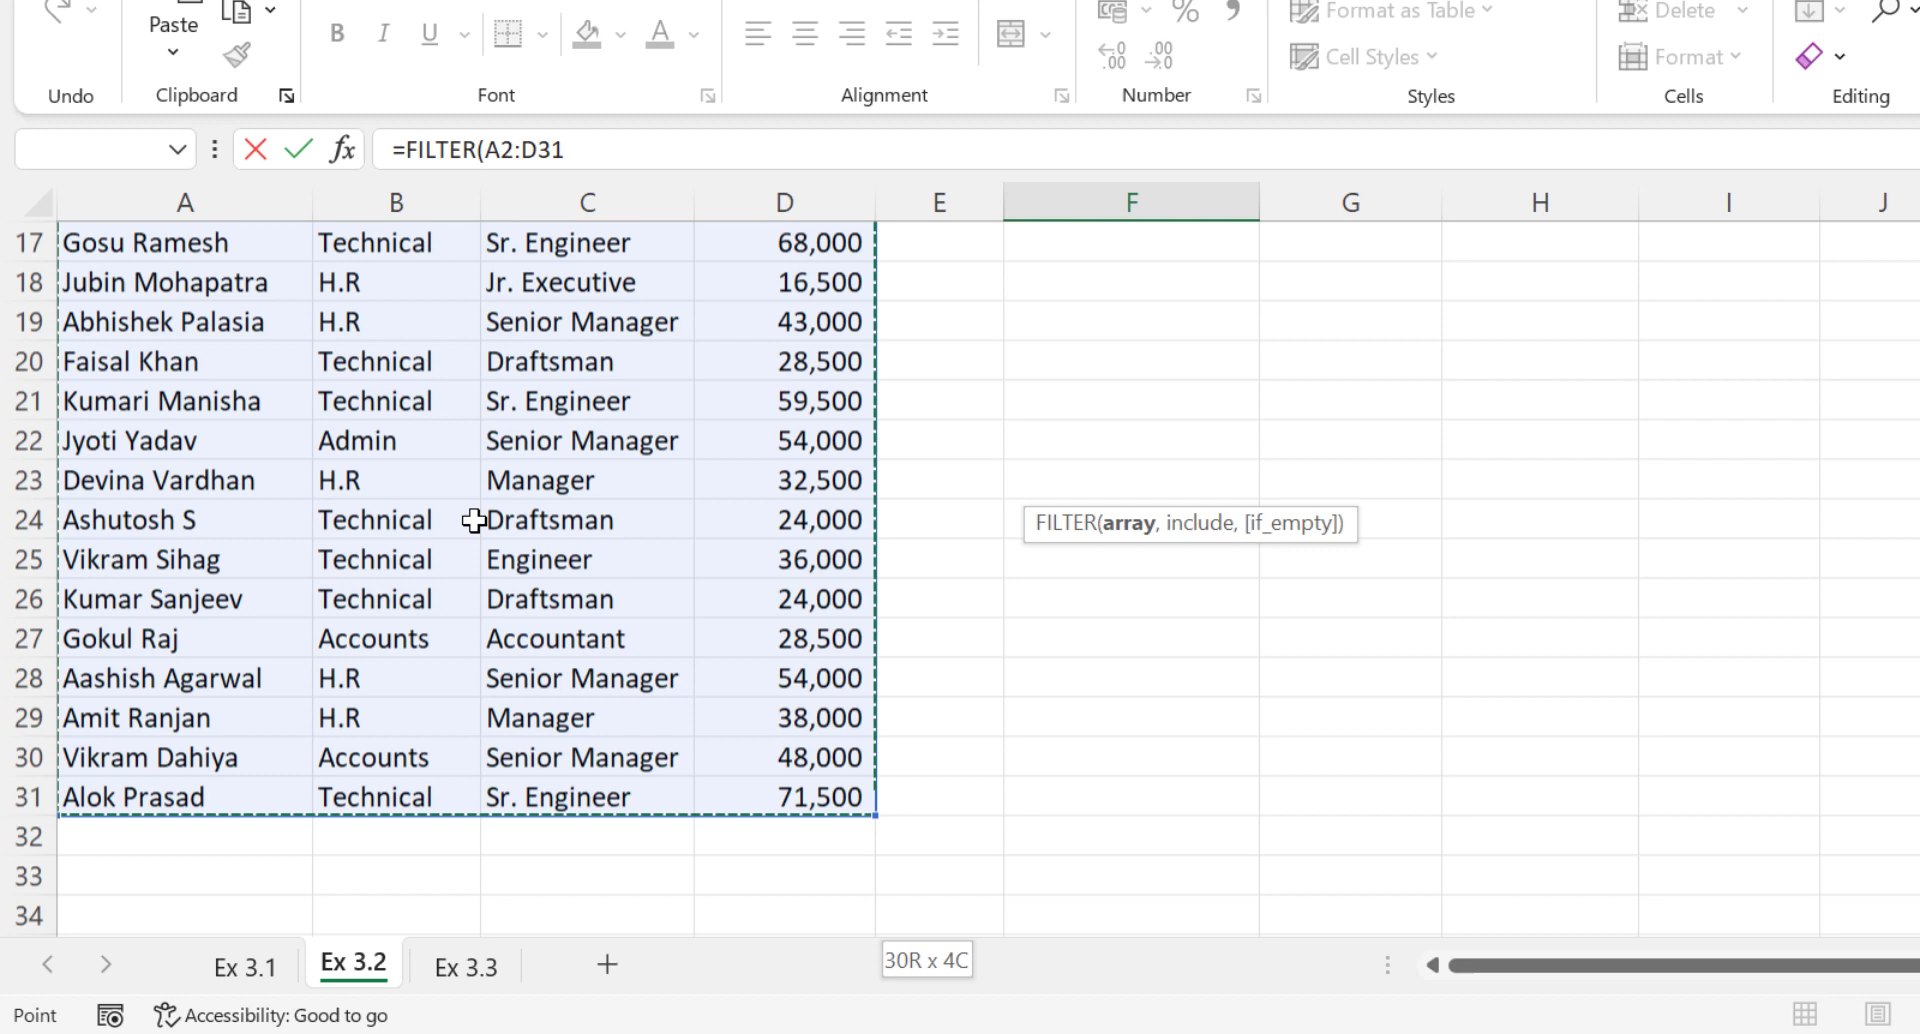 Paste
B I U A
% 9
.00 .00
Format as Table
Cell Styles
Delete
Format
Undo Clipboard Font Alignment Number Styles Cells Editing
fx =FILTER(A2:D31
A B C D E F G H I J
17 Gosu Ramesh Technical Sr. Engineer 68,000
18 Jubin Mohapatra H.R Jr. Executive 16,500
19 Abhishek Palasia H.R Senior Manager 43,000
20 Faisal Khan Technical Draftsman 28,500
21 Kumari Manisha Technical Sr. Engineer 59,500
22 Jyoti Yadav Admin Senior Manager 54,000
23 Devina Vardhan H.R Manager 32,500
24 Ashutosh S Technical Draftsman 24,000 FILTER(array, include, [if_empty])
25 Vikram Sihag Technical Engineer 36,000
26 Kumar Sanjeev Technical Draftsman 24,000
27 Gokul Raj Accounts Accountant 28,500
28 Aashish Agarwal H.R Senior Manager 54,000
29 Amit Ranjan H.R Manager 38,000
30 Vikram Dahiya Accounts Senior Manager 48,000
31 Alok Prasad Technical Sr. Engineer 71,500
32
33
34
Ex 3.1 Ex 3.2 Ex 3.3 30R x 4C
Point Accessibility: Good to go